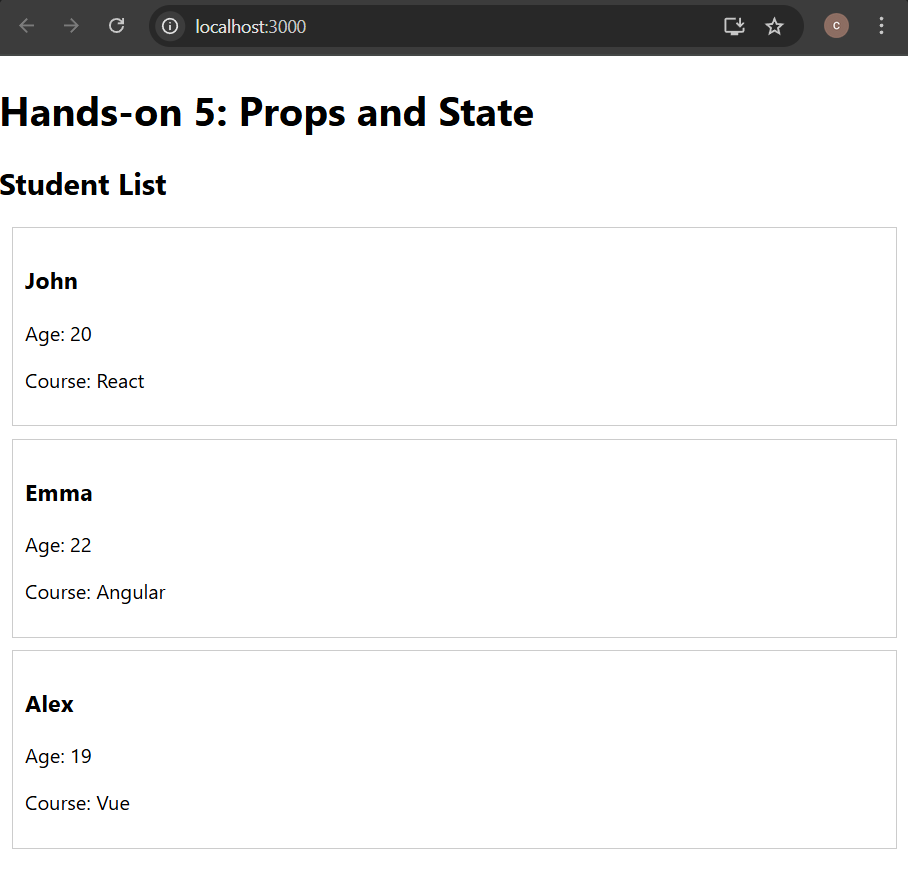 localhost:3000
C
Hands-on 5: Props and State
Student List
John
Age: 20
Course: React
Emma
Age: 22
Course: Angular
Alex
Age: 19
Course: Vue